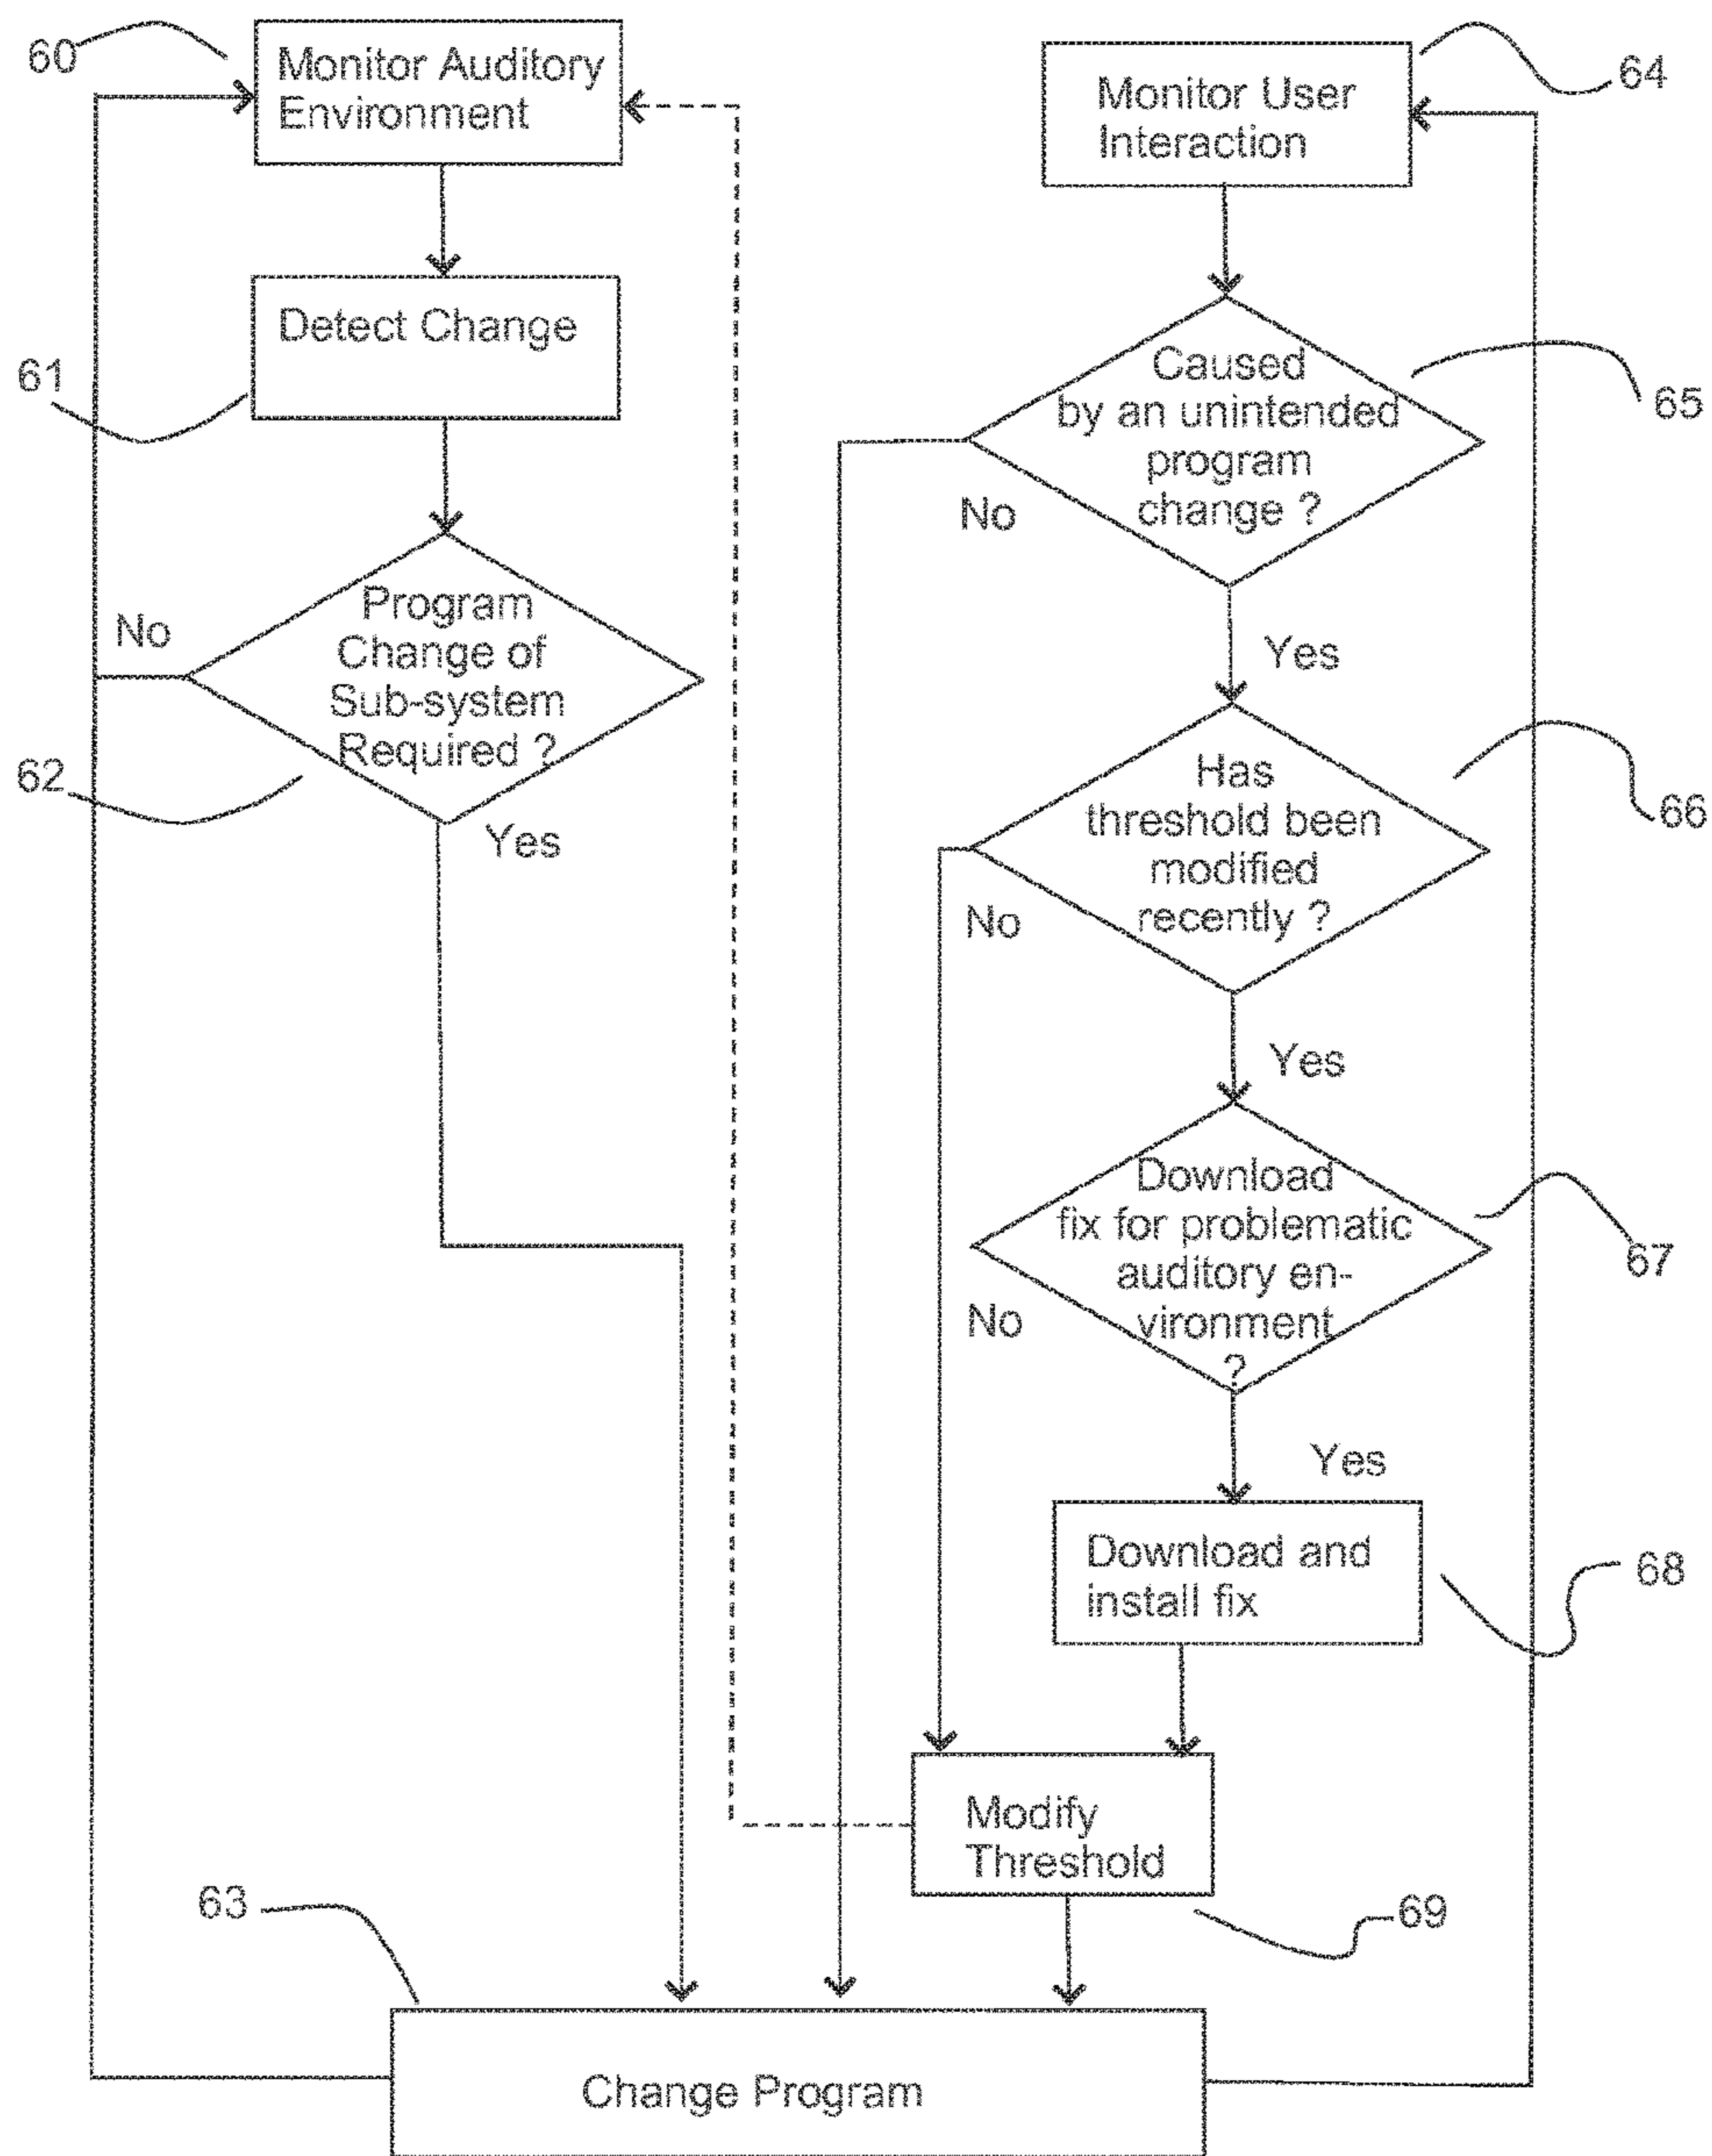 60
Monitor Auditory
Environment
61
Detect Change
62
Program
Change of
Sub-system
Required ?
No
Yes
64
Monitor User
Interaction
65
Caused
by an unintended
program
change ?
No
Yes
66
Has
threshold been
modified
recently ?
No
Yes
67
Download
fix for problematic
auditory en-
vironment
?
No
Yes
68
Download and
install fix
69
Modify
Threshold
63
Change Program